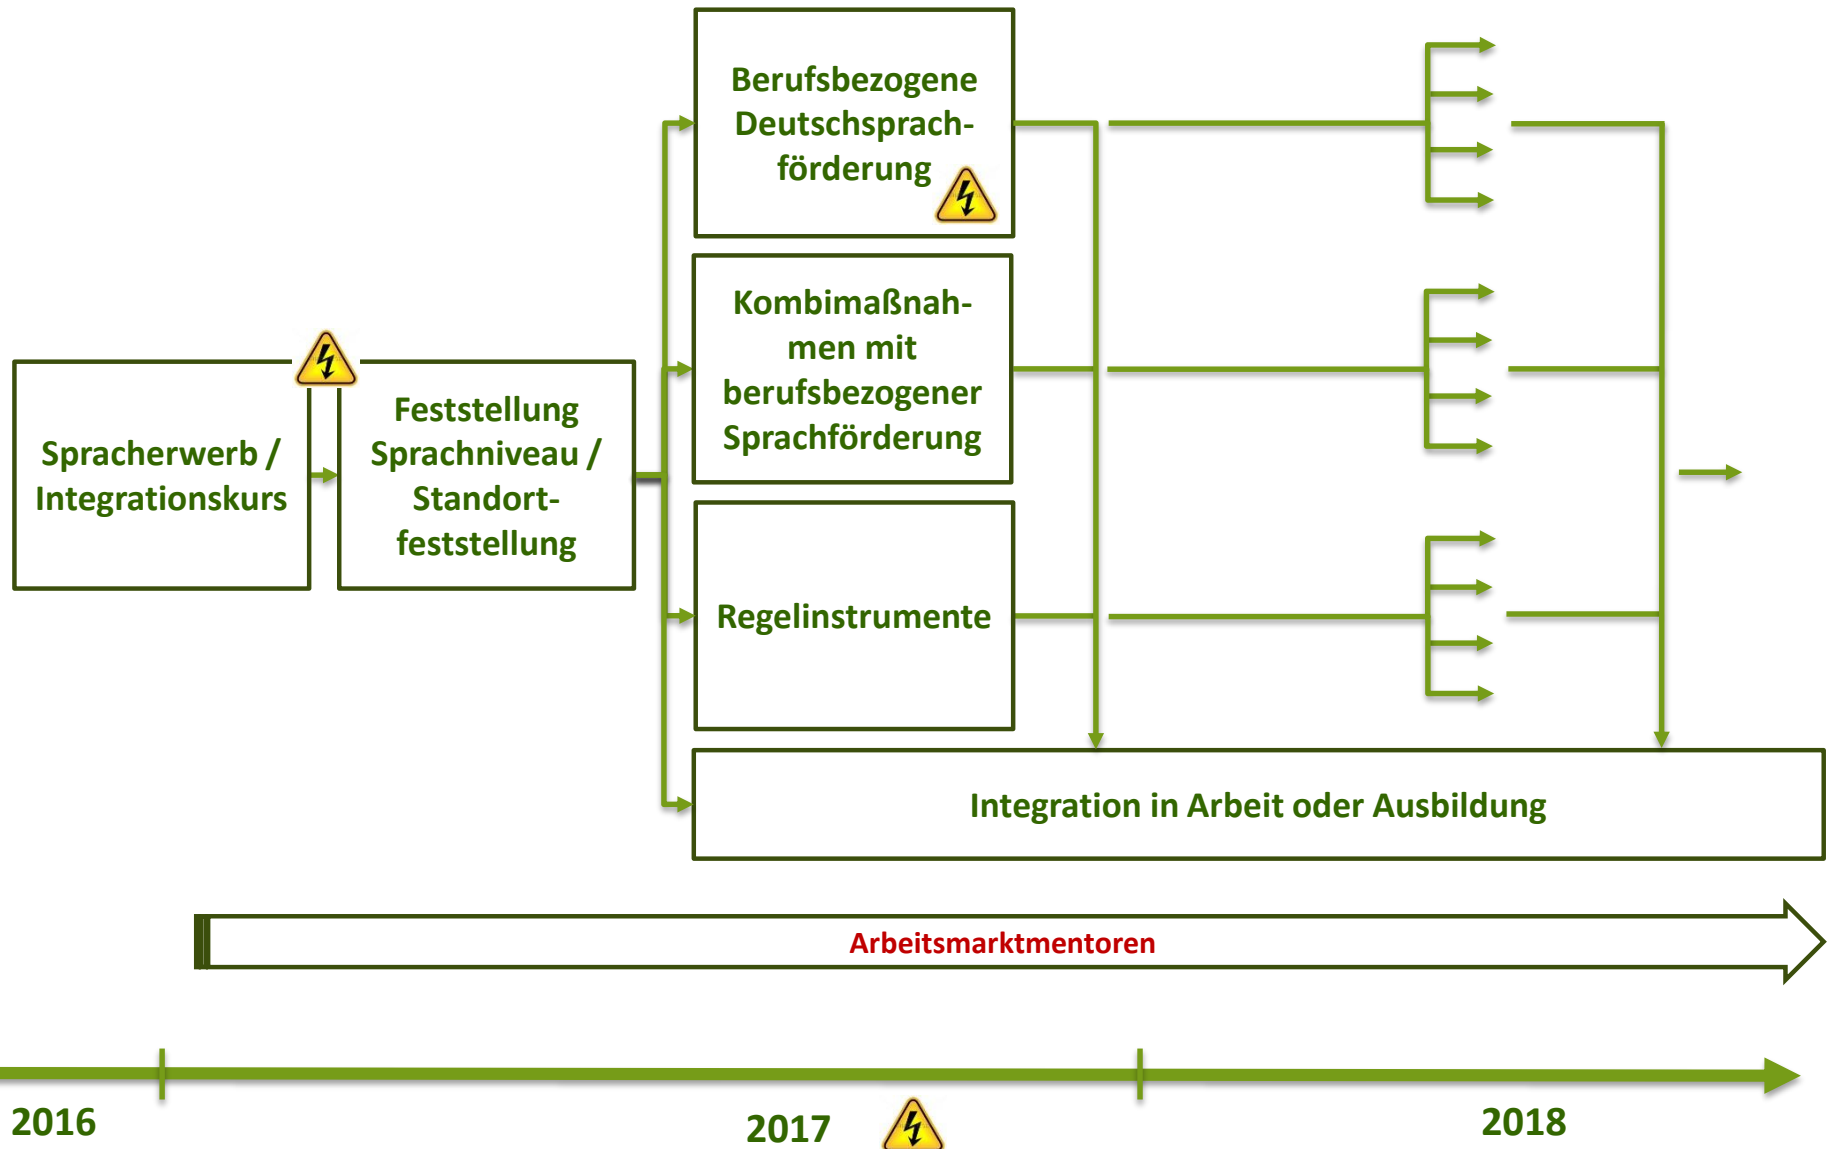 Berufsbezogene
Deutschsprach-
förderung
Kombimaßnah-
men mit
berufsbezogener
Sprachförderung
Spracherwerb /
Integrationskurs
Feststellung
Sprachniveau /
Standort-
feststellung
Regelinstrumente
Integration in Arbeit oder Ausbildung
Arbeitsmarktmentoren
2016
2017
2018